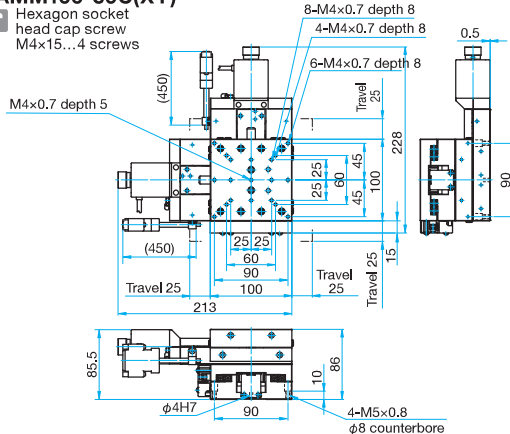 Hexagon socket
head cap screw
M4×15...4 screws
8-M4×0.7 depth 8
4-M4×0.7 depth 8
6-M4×0.7 depth 8
0.5
(450)
M4×0.7 depth 5
Travel
25
228
45
25
60
100
25
45
90
(450)
25 25
60
15
90
Travel 25
100
Travel
25
Travel 25
213
85.5
86
10
φ4H7
90
4-M5×0.8
φ8 counterbore